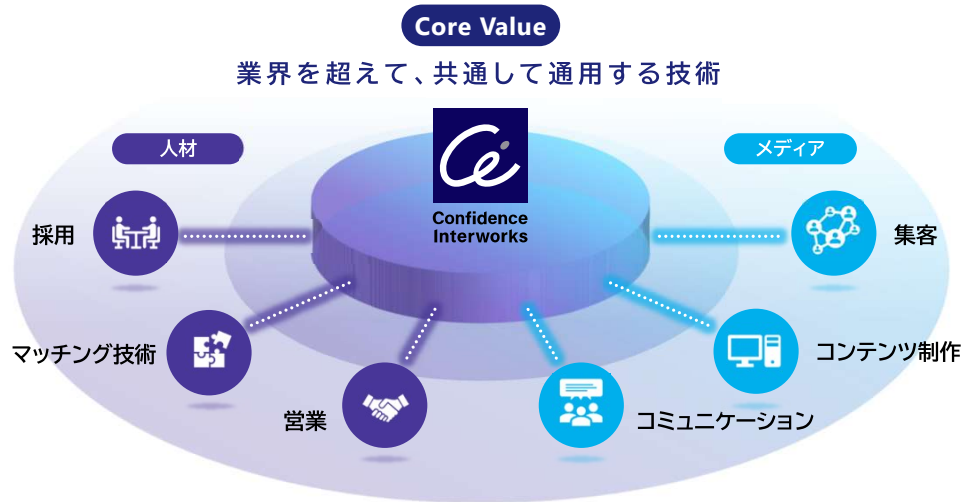 Core Value
業界を超えて、共通して通用する技術
Ci
Confidence
Interworks
人材
メディア
採用
集客
マッチング技術
コンテンツ制作
営業
コミュニケーション